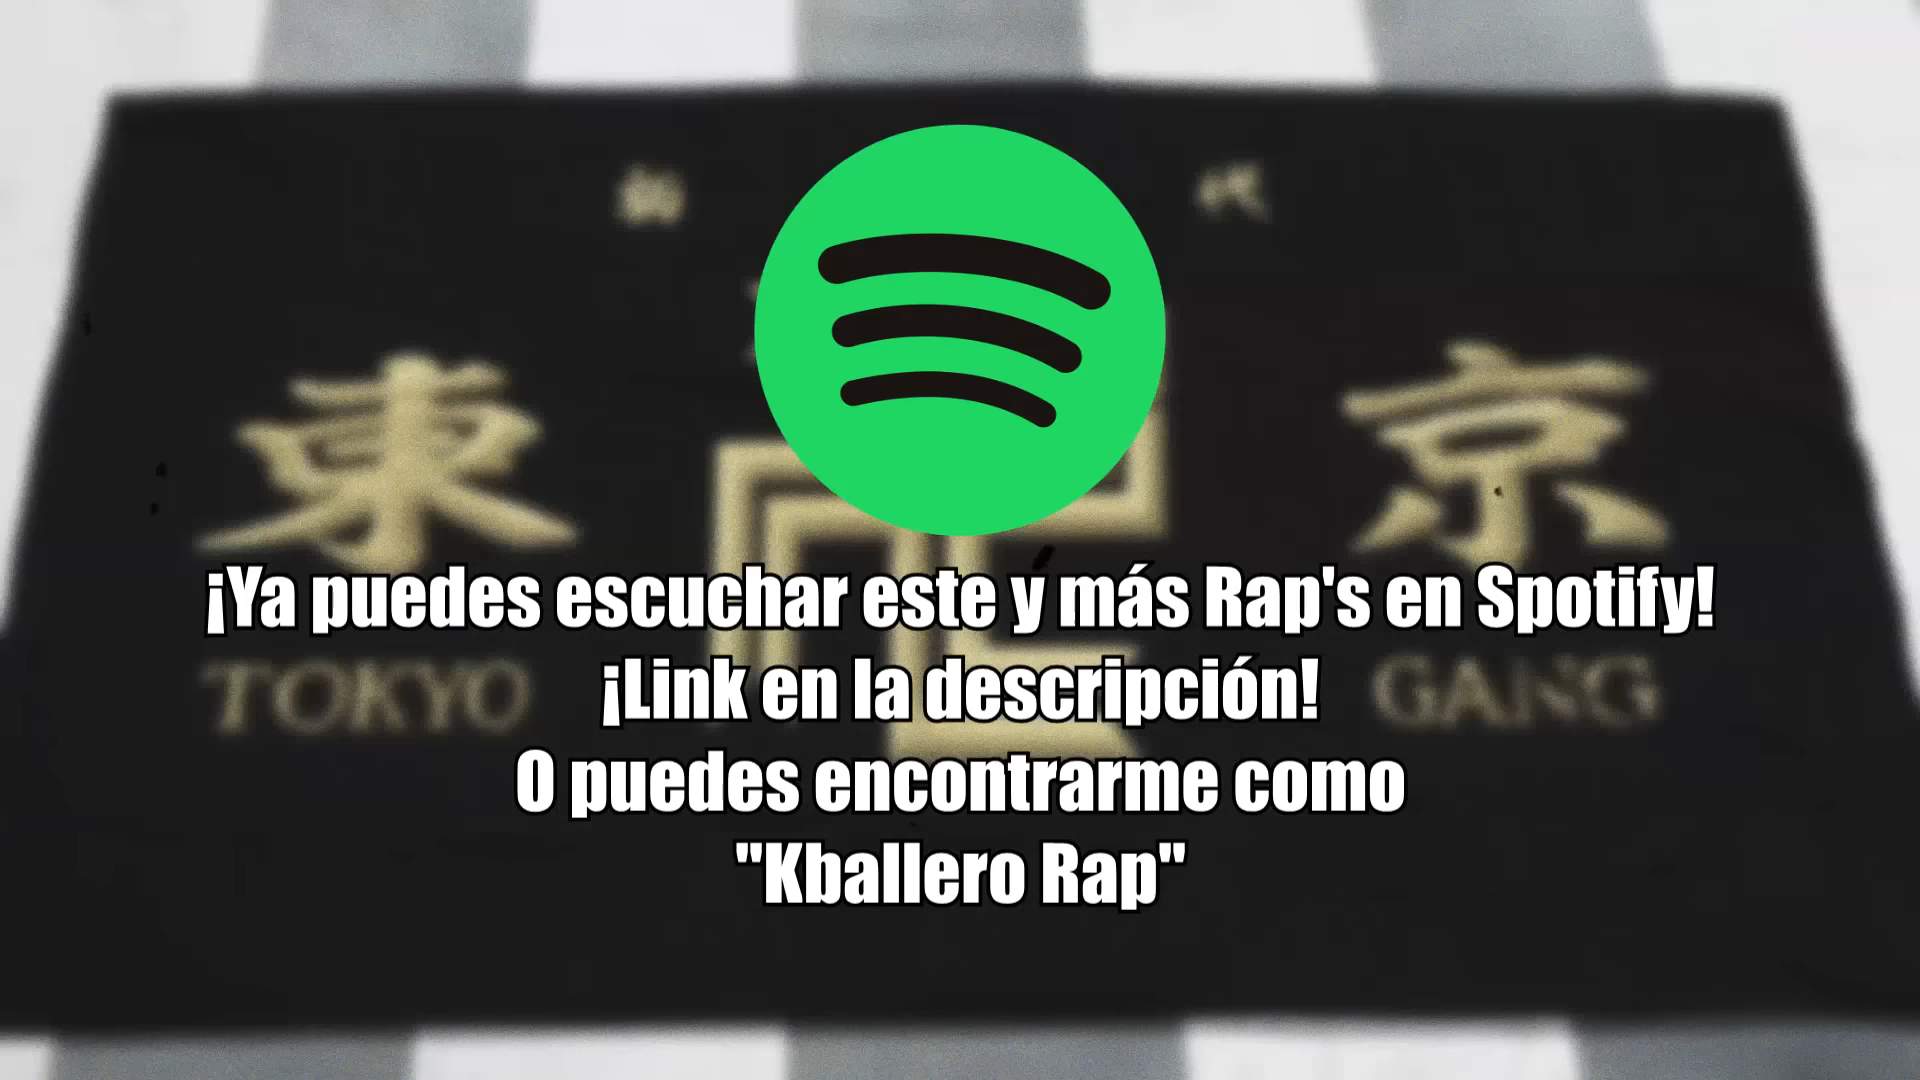 東 京
¡Ya puedes escuchar este y más Rap's en Spotify!
TOKYO ¡Link en la descripción! GANG
O puedes encontrarme como
"Kballero Rap"